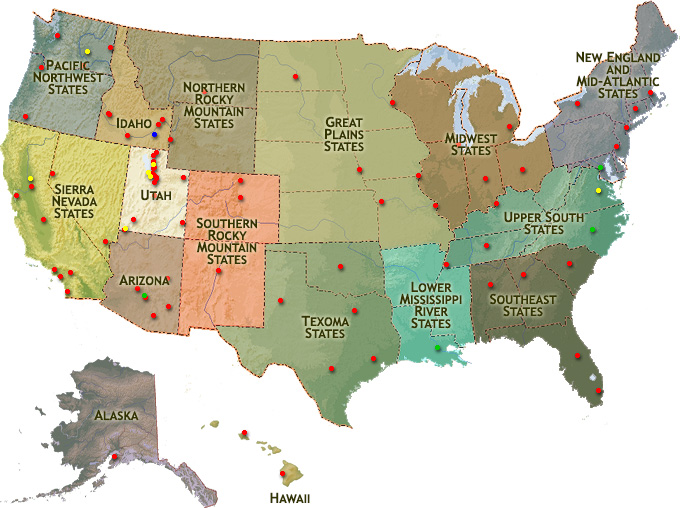 PACIFIC
NORTHWEST
STATES
IDAHO
NORTHERN
ROCKY
MOUNTAIN
STATES
GREAT
PLAINS
STATES
MIDWEST
STATES
NEW ENGLAND
AND
MID-ATLANTIC
STATES
SIERRA
NEVADA
STATES
UTAH
SOUTHERN
ROCKY
MOUNTAIN
STATES
UPPER SOUTH
STATES
ARIZONA
TEXOMA
STATES
LOWER
MISSISSIPPI
RIVER
STATES
SOUTHEAST
STATES
ALASKA
HAWAII